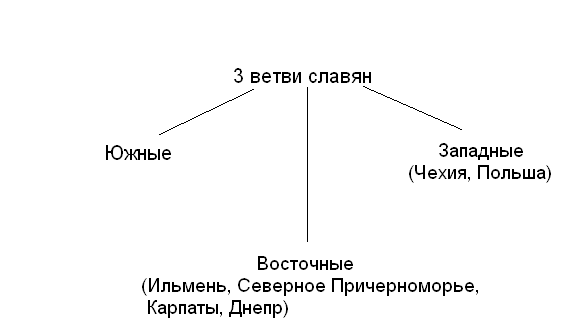 3 ветви славян
Южные
Западные
(Чехия, Польша)
Восточные
(Ильмень, Северное Причерноморье,
Карпаты, Днепр)